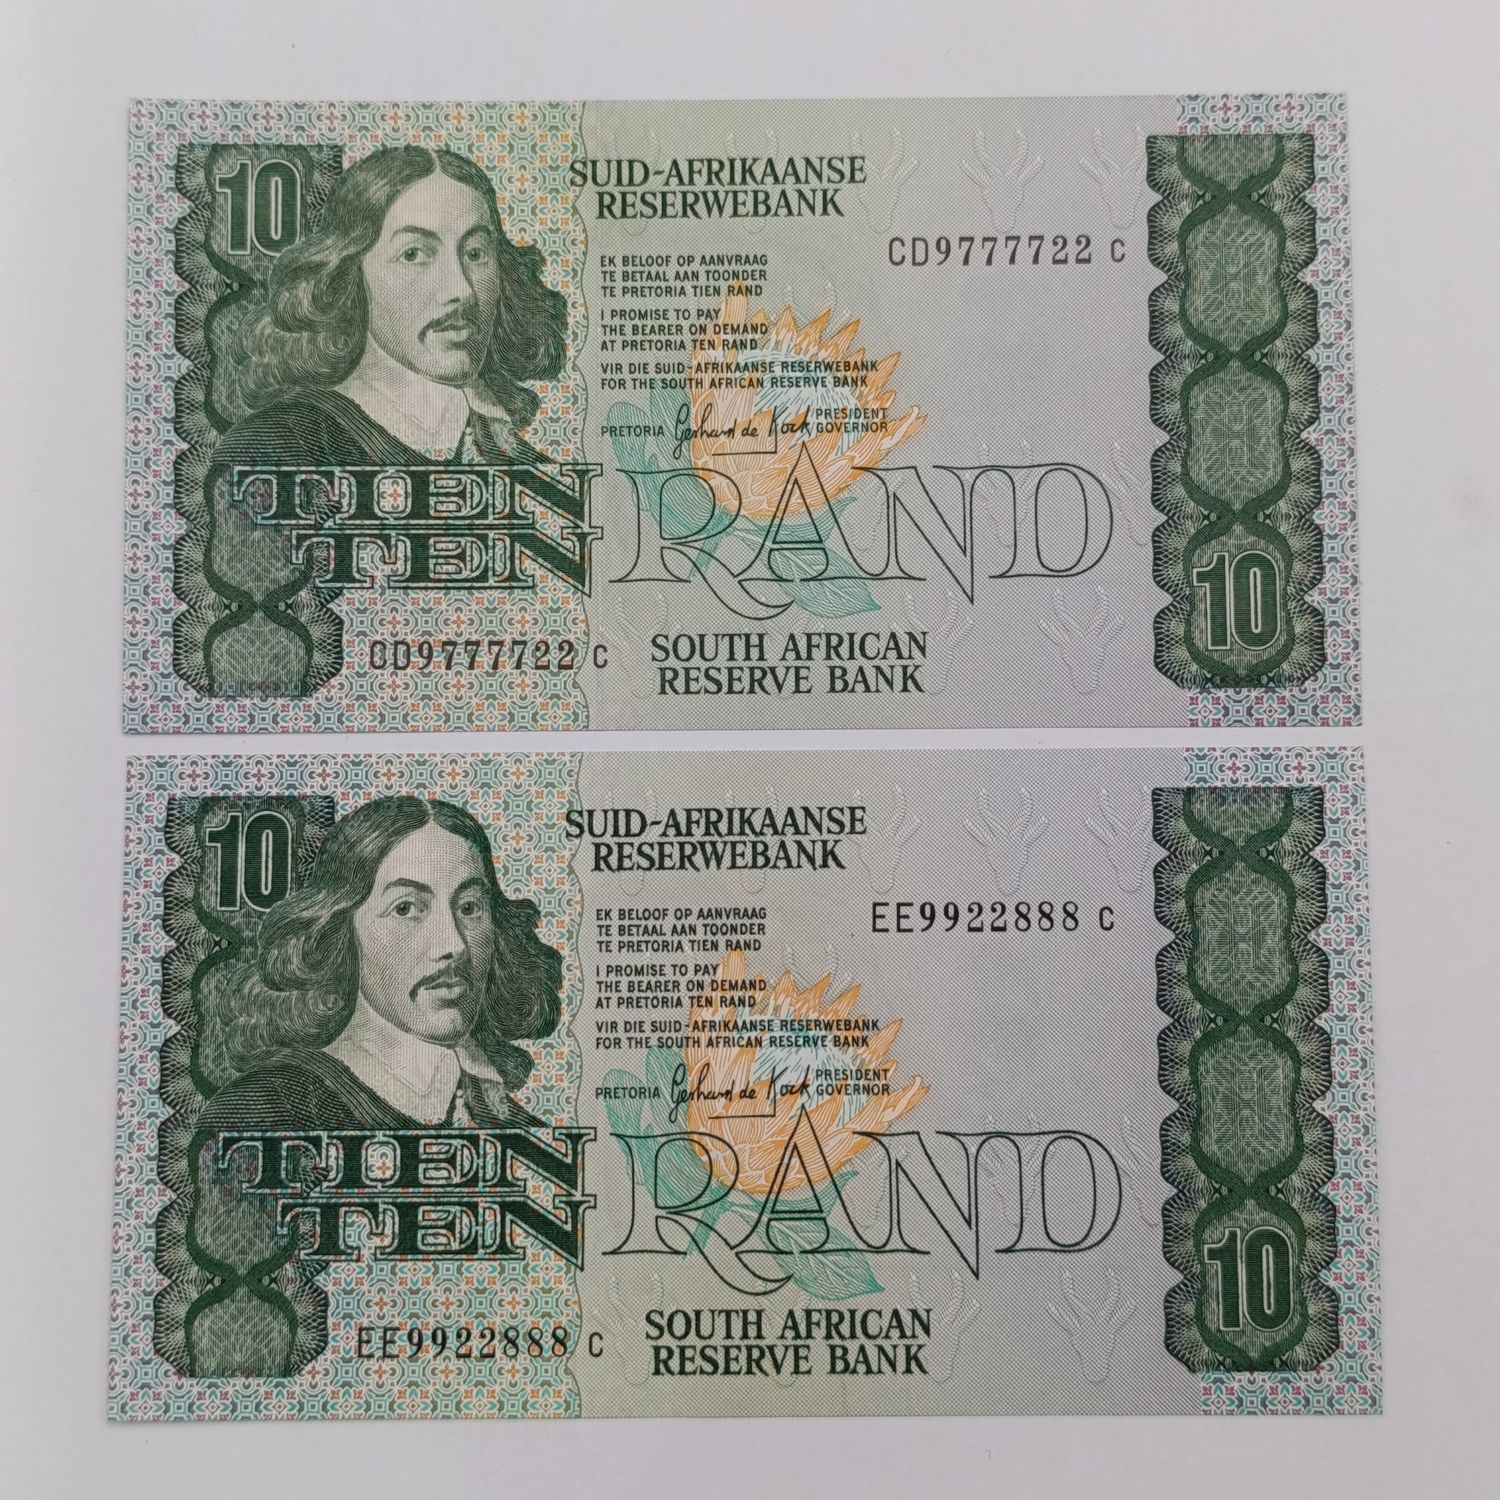 10
SUID-AFRIKAANSE
RESERWEBANK
CD9777722 C
EK BELOOF OP AANVRAAG
TE BETAAL AAN TOONDER
TE PRETORIA TIEN RAND
I PROMISE TO PAY
THE BEARER ON DEMAND
AT PRETORIA TEN RAND
VIR DIE SUID-AFRIKAANSE RESERWEBANK
FOR THE SOUTH AFRICAN RESERVE BANK
PRETORIA Gerhard de Kock PRESIDENT
GOVERNOR
TIEN
TEN RAND
10
CD9777722 C
SOUTH AFRICAN
RESERVE BANK
10
SUID-AFRIKAANSE
RESERWEBANK
EE9922888 C
EK BELOOF OP AANVRAAG
TE BETAAL AAN TOONDER
TE PRETORIA TIEN RAND
I PROMISE TO PAY
THE BEARER ON DEMAND
AT PRETORIA TEN RAND
VIR DIE SUID-AFRIKAANSE RESERWEBANK
FOR THE SOUTH AFRICAN RESERVE BANK
PRETORIA Gerhard de Kock PRESIDENT
GOVERNOR
TIEN
TEN RAND
10
EE9922888 C
SOUTH AFRICAN
RESERVE BANK